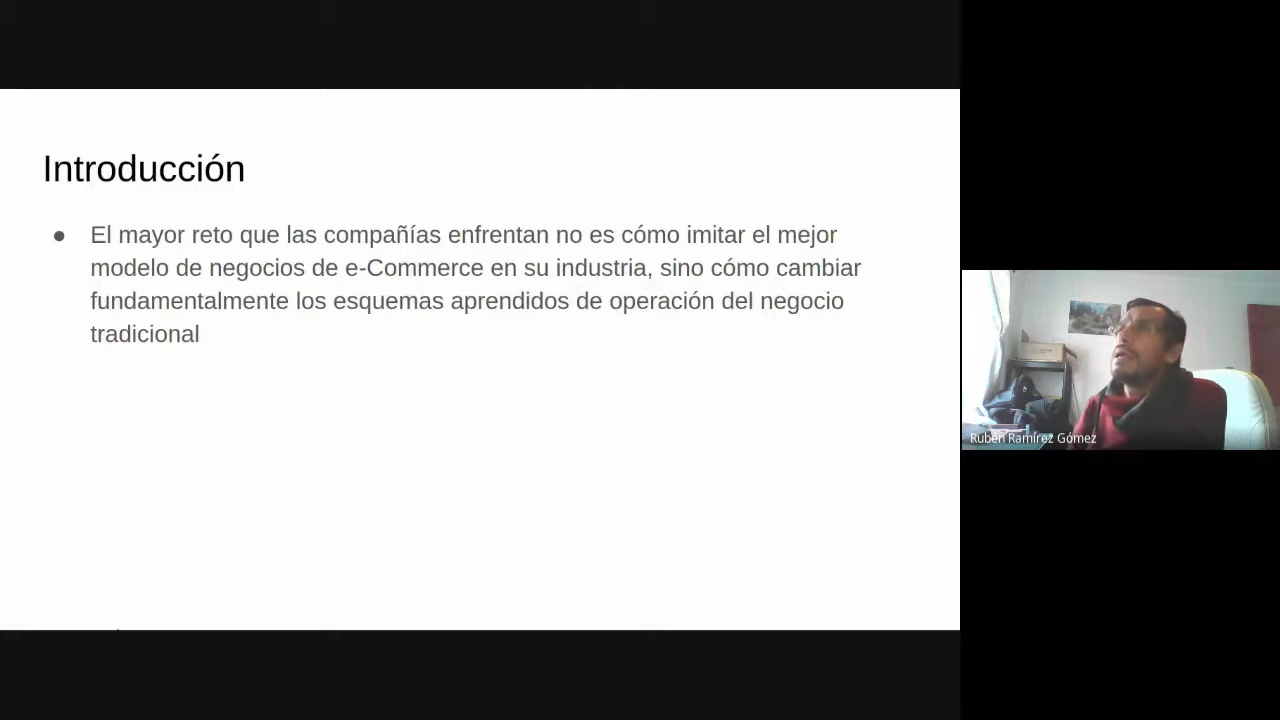 Introducción
● El mayor reto que las compañías enfrentan no es cómo imitar el mejor
modelo de negocios de e-Commerce en su industria, sino cómo cambiar
fundamentalmente los esquemas aprendidos de operación del negocio
tradicional
Rubén Ramírez Gómez